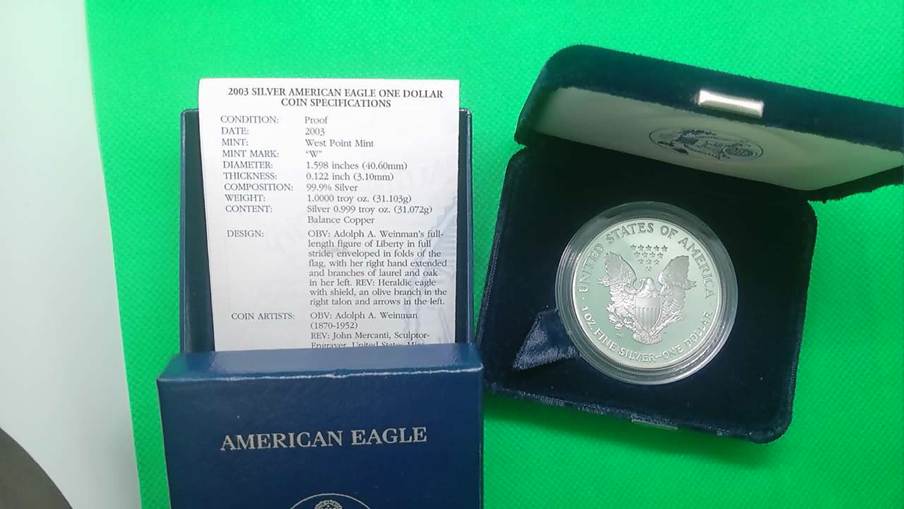 2003 SILVER AMERICAN EAGLE ONE DOLLAR
COIN SPECIFICATIONS
CONDITION: Proof
DATE: 2003
MINT: West Point Mint
MINT MARK: "W"
DIAMETER: 1.598 inches (40.60mm)
THICKNESS: 0.122 inch (3.10mm)
COMPOSITION: 99.9% Silver
WEIGHT: 1.0000 troy oz. (31.103g)
CONTENT: Silver 0.999 troy oz. (31.072g)
Balance Copper
DESIGN: OBV: Adolph A. Weinman's full-
length figure of Liberty in full
stride; enveloped in folds of the
flag, with her right hand extended
and branches of laurel and oak
in her left. REV: Heraldic eagle
with shield, an olive branch in the
right talon and arrows in the left.
COIN ARTISTS: OBV: Adolph A. Weinman
(1870-1952)
REV: John Mercanti, Sculptor-
Engraver, United States Mint
AMERICAN EAGLE
UNITED STATES OF AMERICA
1 OZ. FINE SILVER~ONE DOLLAR